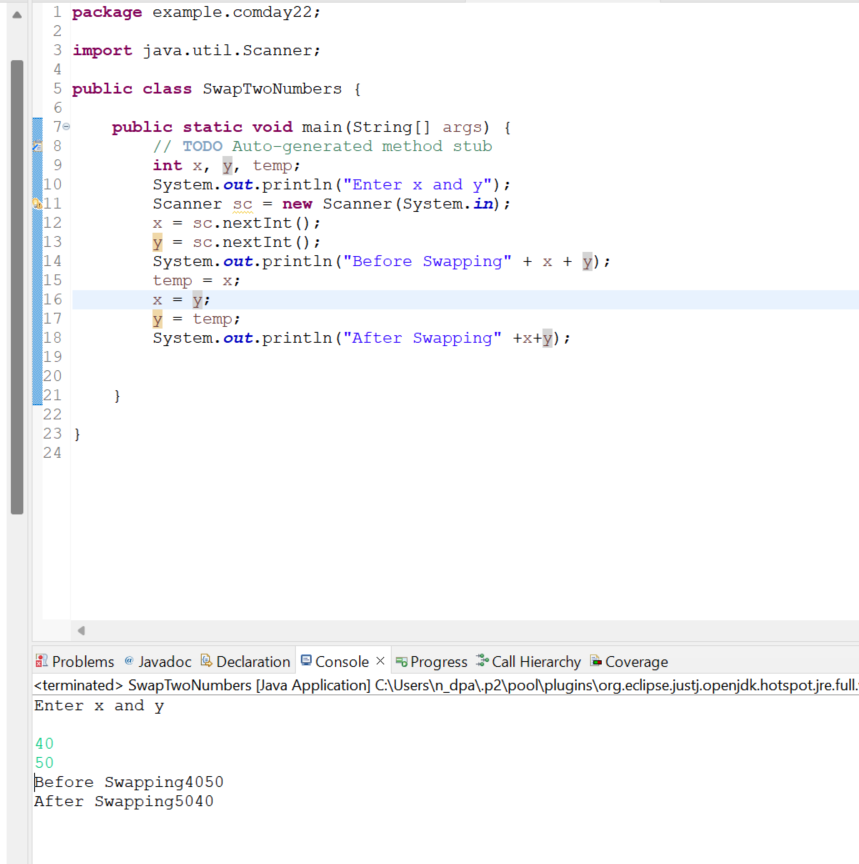 1 package example.comday22;
2
3 import java.util.Scanner;
4
5 public class SwapTwoNumbers {
6
7     public static void main(String[] args) {
8         // TODO Auto-generated method stub
9         int x, y, temp;
10         System.out.println("Enter x and y");
11         Scanner sc = new Scanner(System.in);
12         x = sc.nextInt();
13         y = sc.nextInt();
14         System.out.println("Before Swapping" + x + y);
15         temp = x;
16         x = y;
17         y = temp;
18         System.out.println("After Swapping" +x+y);
19
20
21     }
22
23 }
24
Problems @ Javadoc Declaration Console × Progress Call Hierarchy Coverage
<terminated> SwapTwoNumbers [Java Application] C:\Users\n_dpa\.p2\pool\plugins\org.eclipse.justj.openjdk.hotspot.jre.full.
Enter x and y
40
50
Before Swapping4050
After Swapping5040